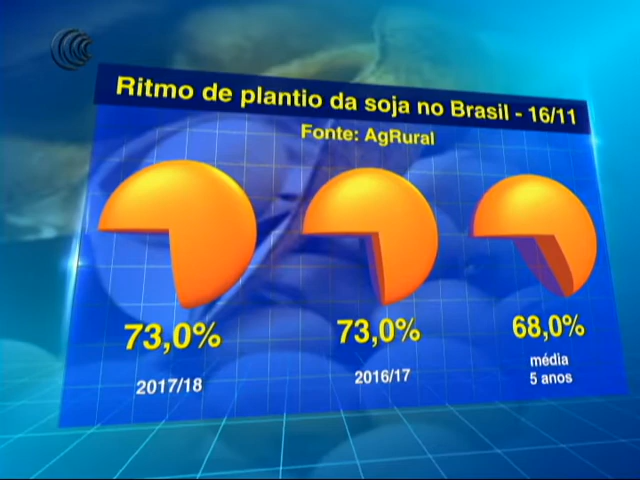 Ritmo de plantio da soja no Brasil - 16/11
Fonte: AgRural
73,0% 73,0% 68,0%
2017/18 2016/17 média
5 anos